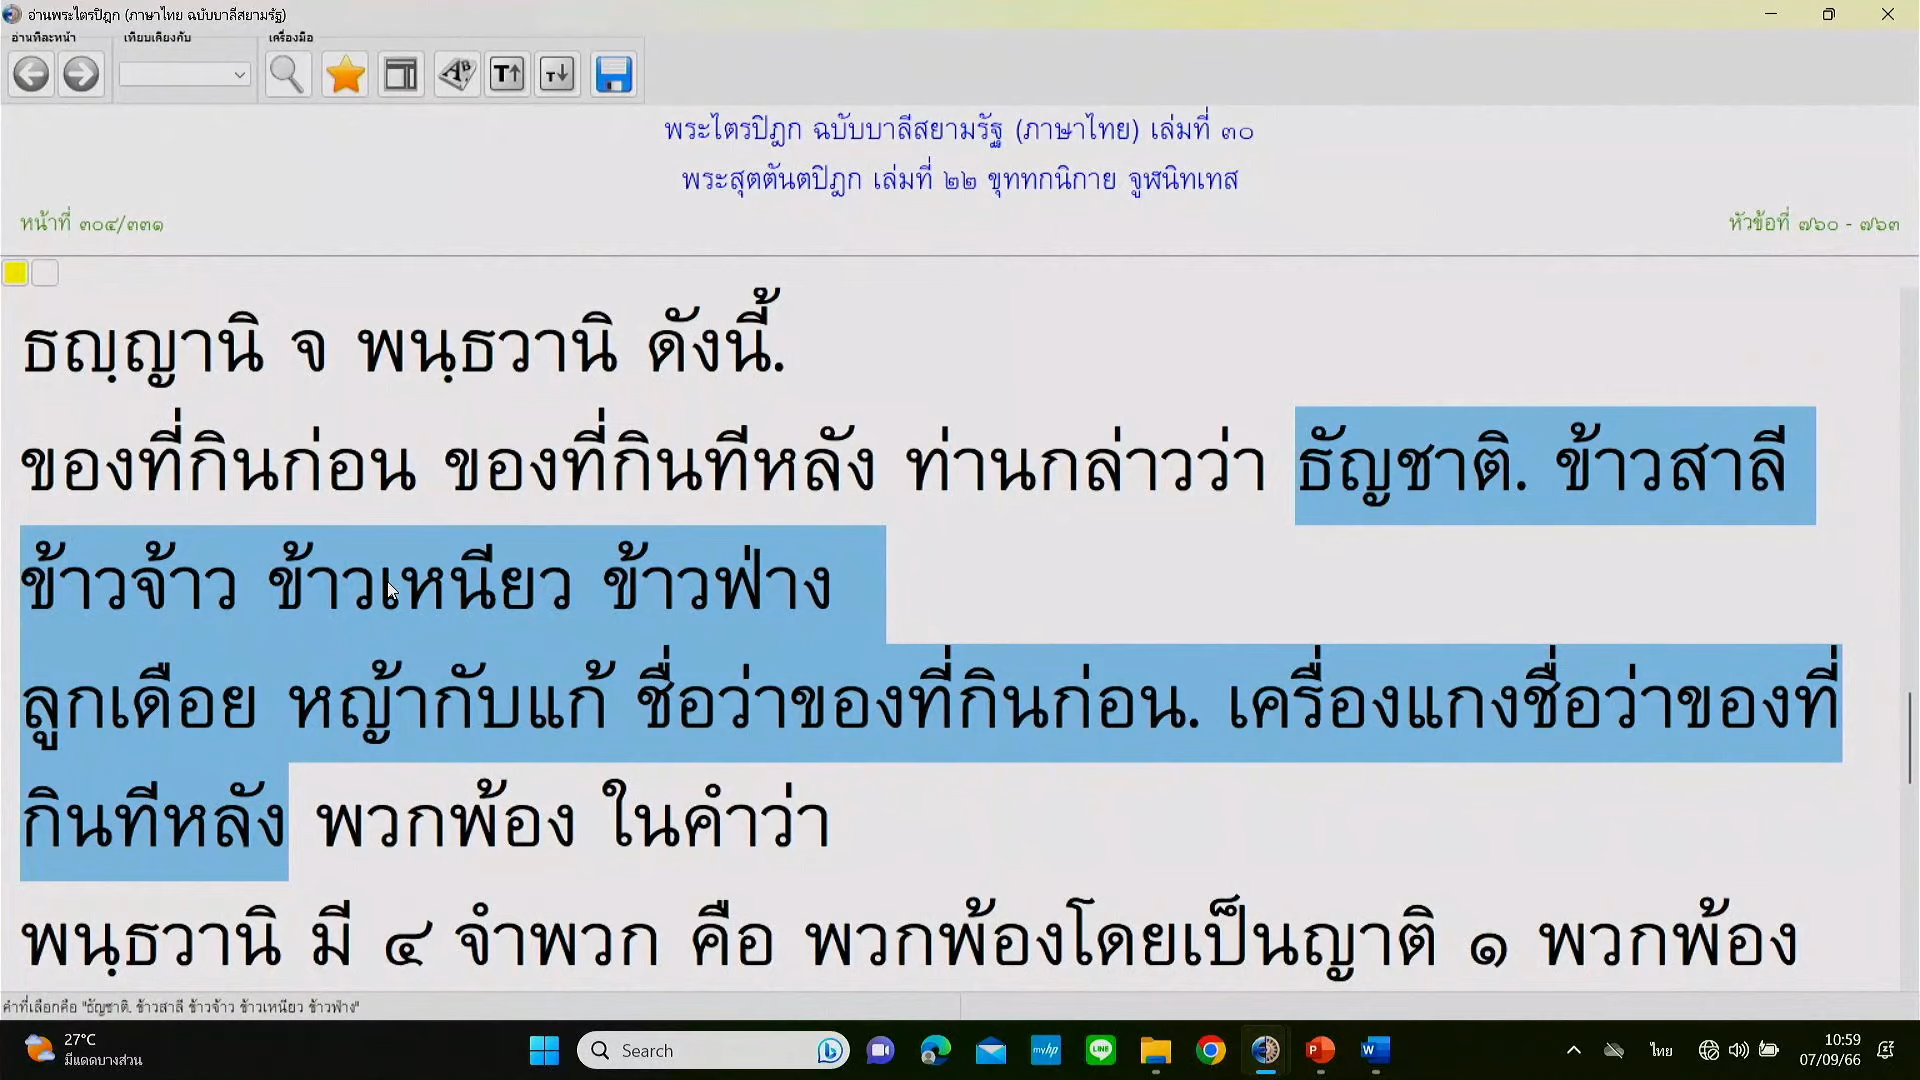 อ่านพระไตรปิฎก (ภาษาไทย ฉบับบาลีสยามรัฐ)
อ่านทีละหน้า เทียบเคียงกับ เครื่องมือ
พระไตรปิฎก ฉบับบาลีสยามรัฐ (ภาษาไทย) เล่มที่ ๓๐
พระสุตตันตปิฎก เล่มที่ ๒๒ ขุททกนิกาย จูฬนิทเทส
หน้าที่ ๓๐๔/๓๓๑ หัวข้อที่ ๗๖๐ - ๗๖๓
ธญฺญานิ จ พนฺธวานิ ดังนี้.
ของที่กินก่อน ของที่กินทีหลัง ท่านกล่าวว่า ธัญชาติ. ข้าวสาลี
ข้าวจ้าว ข้าวเหนียว ข้าวฟ่าง
ลูกเดือย หญ้ากับแก้ ชื่อว่าของที่กินก่อน. เครื่องแกงชื่อว่าของที่
กินทีหลัง พวกพ้อง ในคำว่า
พนฺธวานิ มี ๔ จำพวก คือ พวกพ้องโดยเป็นญาติ ๑ พวกพ้อง
คำที่เลือกคือ "ธัญชาติ. ข้าวสาลี ข้าวจ้าว ข้าวเหนียว ข้าวฟ่าง"
27°C
มีแดดบางส่วน
Search
myhp
LINE
ไทย
10:59
07/09/66